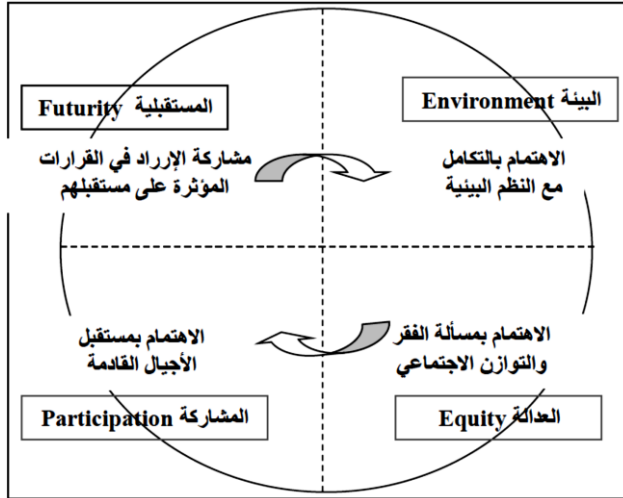 المستقبلية Futurity
مشاركة الإرراد في القرارات
المؤثرة على مستقبلهم
البيئة Environment
الاهتمام بالتكامل
مع النظم البيئية
الاهتمام بمستقبل
الأجيال القادمة
المشاركة Participation
الاهتمام بمسألة الفقر
والتوازن الاجتماعي
العدالة Equity